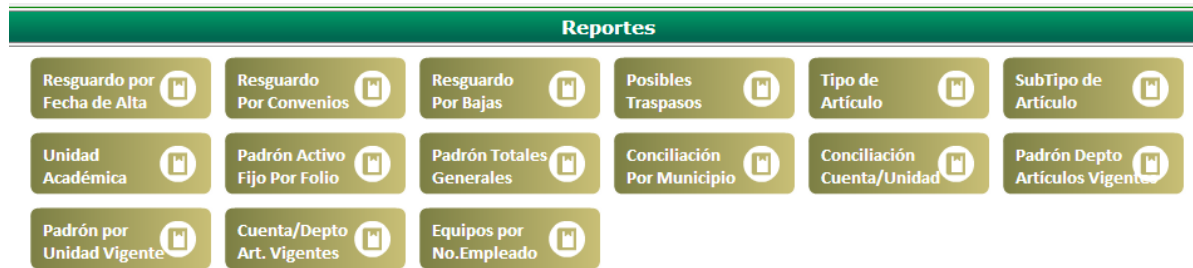 Reportes
Resguardo por
Fecha de Alta
Resguardo
Por Convenios
Resguardo
Por Bajas
Posibles
Traspasos
Tipo de
Artículo
SubTipo de
Artículo
Unidad
Académica
Padrón Activo
Fijo Por Folio
Padrón Totales
Generales
Conciliación
Por Municipio
Conciliación
Cuenta/Unidad
Padrón Depto
Artículos Vigentes
Padrón por
Unidad Vigente
Cuenta/Depto
Art. Vigentes
Equipos por
No.Empleado